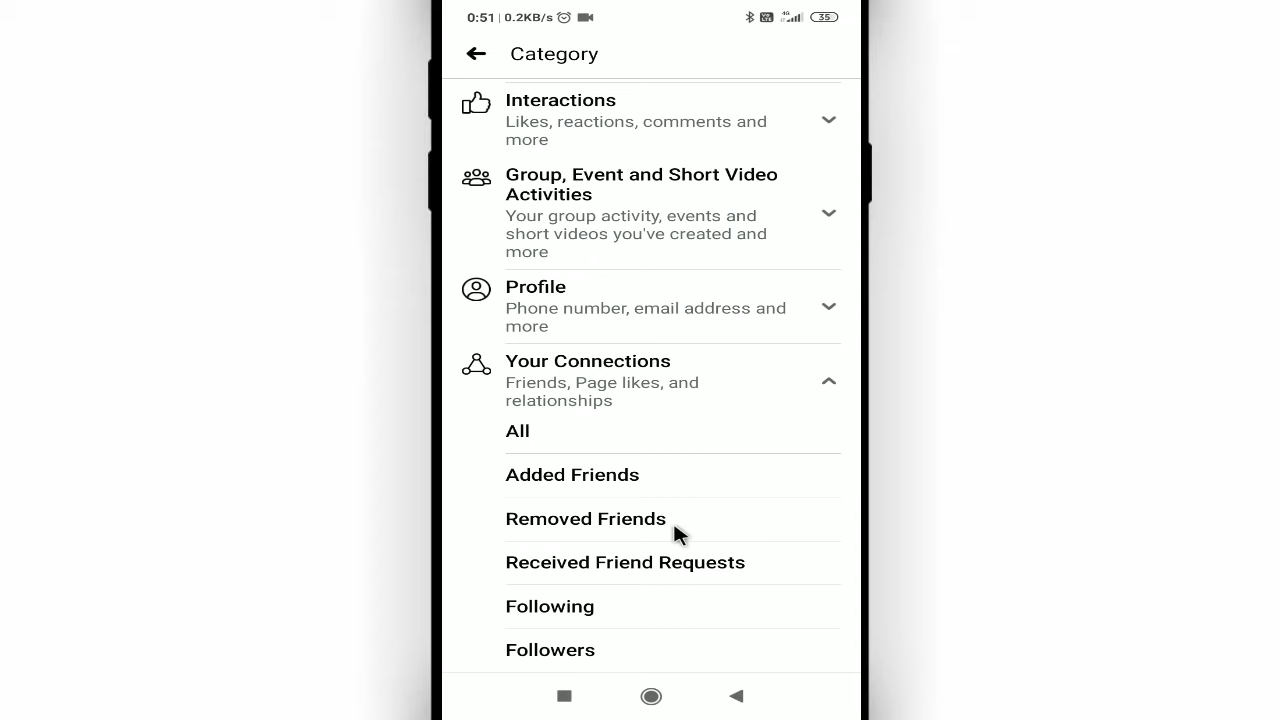 0:51 | 0.2KB/s
4G
35
Category
Interactions
Likes, reactions, comments and
more
Group, Event and Short Video
Activities
Your group activity, events and
short videos you've created and
more
Profile
Phone number, email address and
more
Your Connections
Friends, Page likes, and
relationships
All
Added Friends
Removed Friends
Received Friend Requests
Following
Followers